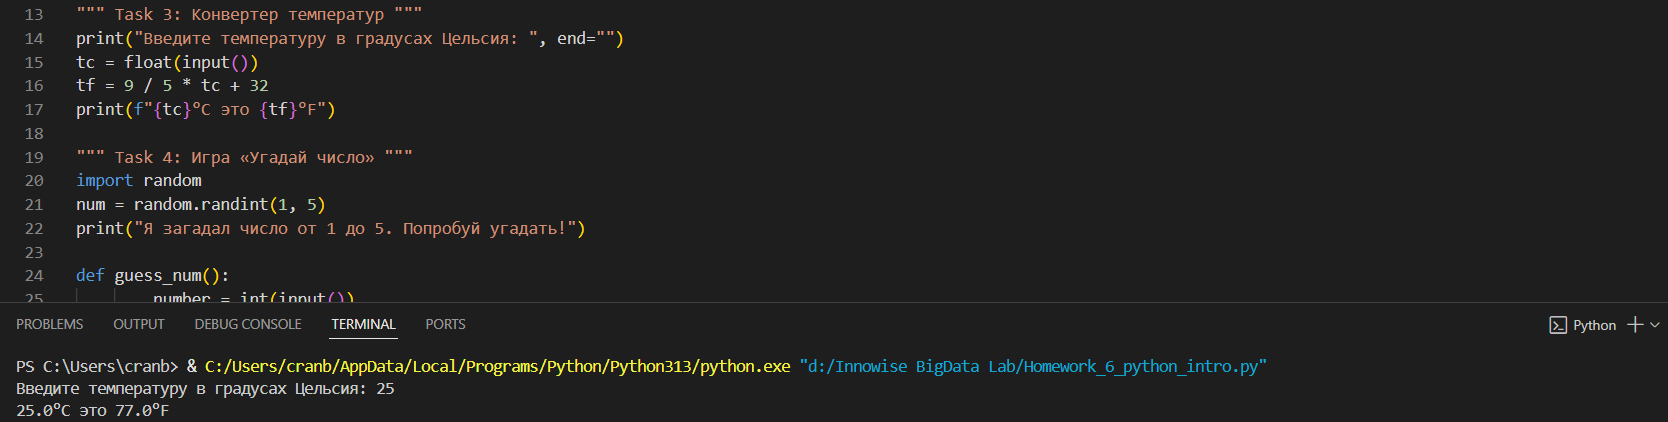 13 """ Task 3: Конвертер температур """
14 print("Введите температуру в градусах Цельсия: ", end="")
15 tc = float(input())
16 tf = 9 / 5 * tc + 32
17 print(f"{tc}°C это {tf}°F")
18
19 """ Task 4: Игра «Угадай число» """
20 import random
21 num = random.randint(1, 5)
22 print("Я загадал число от 1 до 5. Попробуй угадать!")
23
24 def guess_num():
25 number = int(input())
PROBLEMS OUTPUT DEBUG CONSOLE TERMINAL PORTS Python
PS C:\Users\cranb> & C:/Users/cranb/AppData/Local/Programs/Python/Python313/python.exe "d:/Innowise BigData Lab/Homework_6_python_intro.py"
Введите температуру в градусах Цельсия: 25
25.0°C это 77.0°F